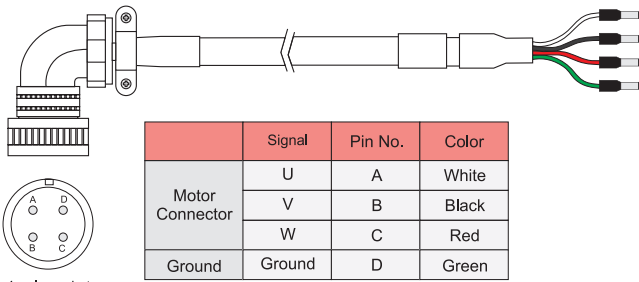 Signal Pin No. Color
Motor Connector
U A White
V B Black
W C Red
Ground Ground D Green
A D
B C